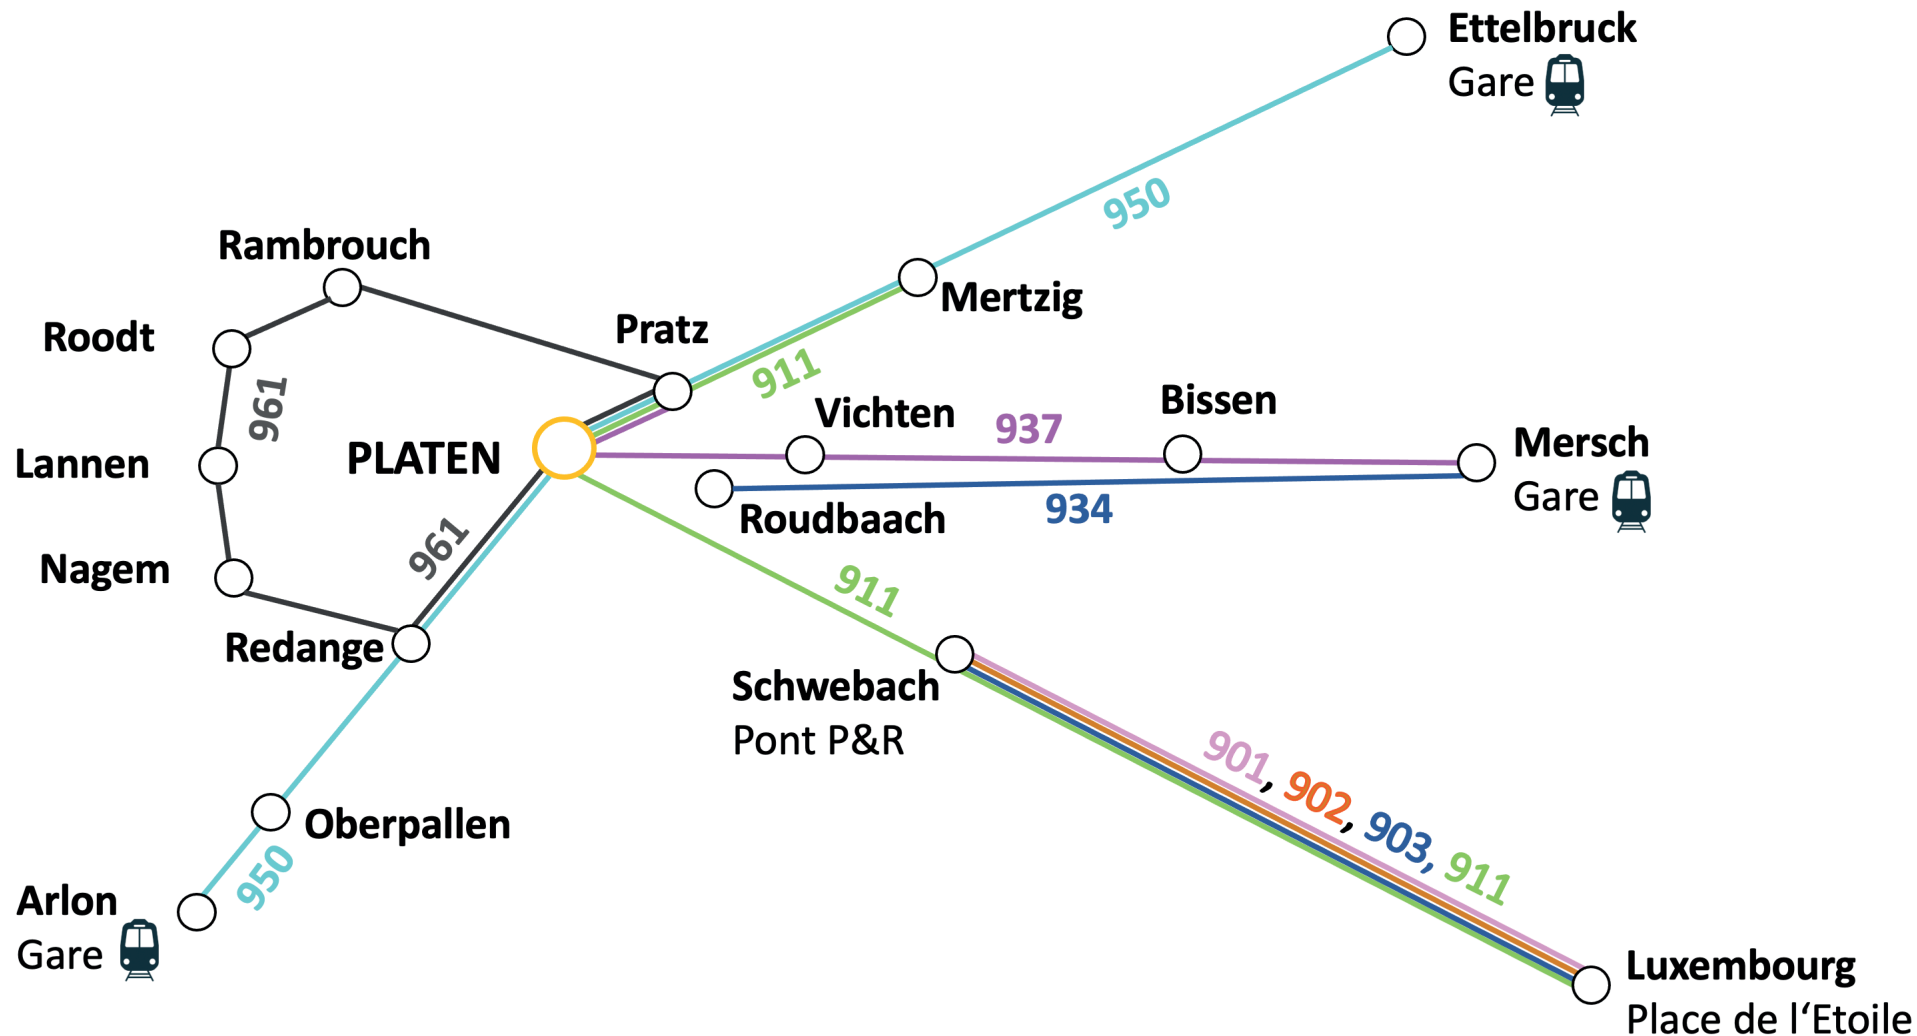 Ettelbruck
Gare
950
Rambrouch
Mertzig
Pratz
Roodt
911
961
Vichten
Bissen
937
Mersch
Gare
PLATEN
Lannen
934
Roudbaach
961
Nagem
911
Redange
Schwebach
Pont P&R
901, 902, 903, 911
Oberpallen
950
Arlon
Gare
Luxembourg
Place de l‘Etoile